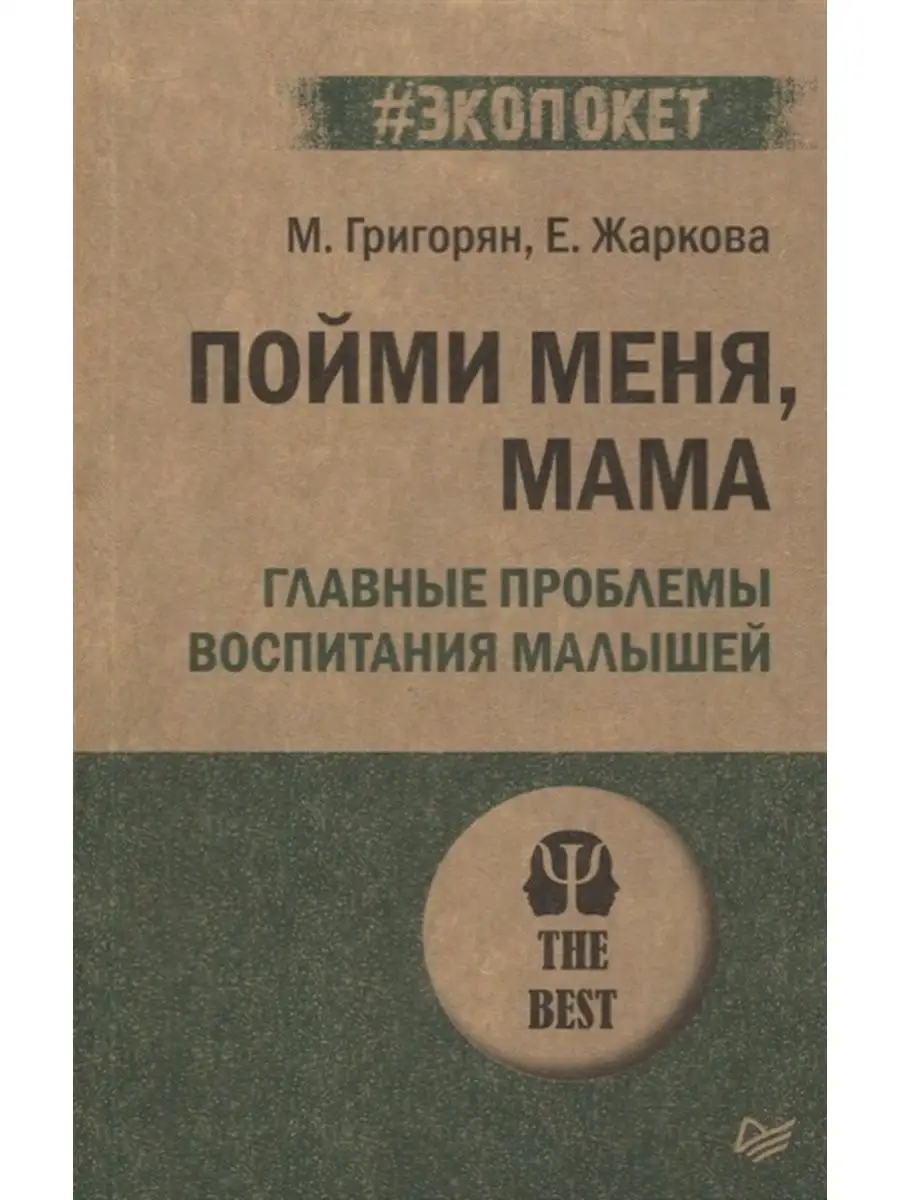 #ЭКОПОКЕТ
М. Григорян, Е. Жаркова
ПОЙМИ МЕНЯ,
МАМА
ГЛАВНЫЕ ПРОБЛЕМЫ
ВОСПИТАНИЯ МАЛЫШЕЙ
THE
BEST